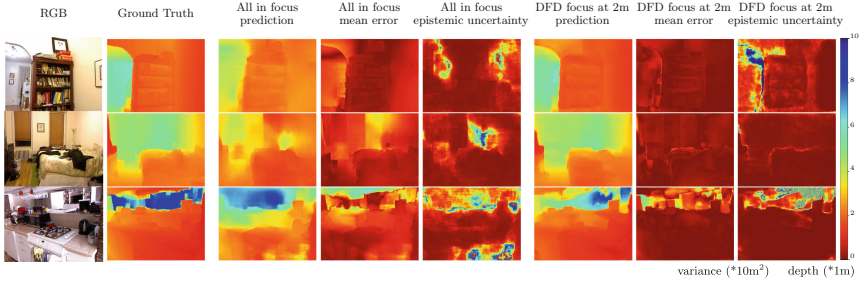 RGB
Ground Truth
All in focus
prediction
All in focus
mean error
All in focus
epistemic uncertainty
DFD focus at 2m
prediction
DFD focus at 2m
mean error
DFD focus at 2m
epistemic uncertainty
10
8
6
4
2
0
variance (*10m²) depth (*1m)